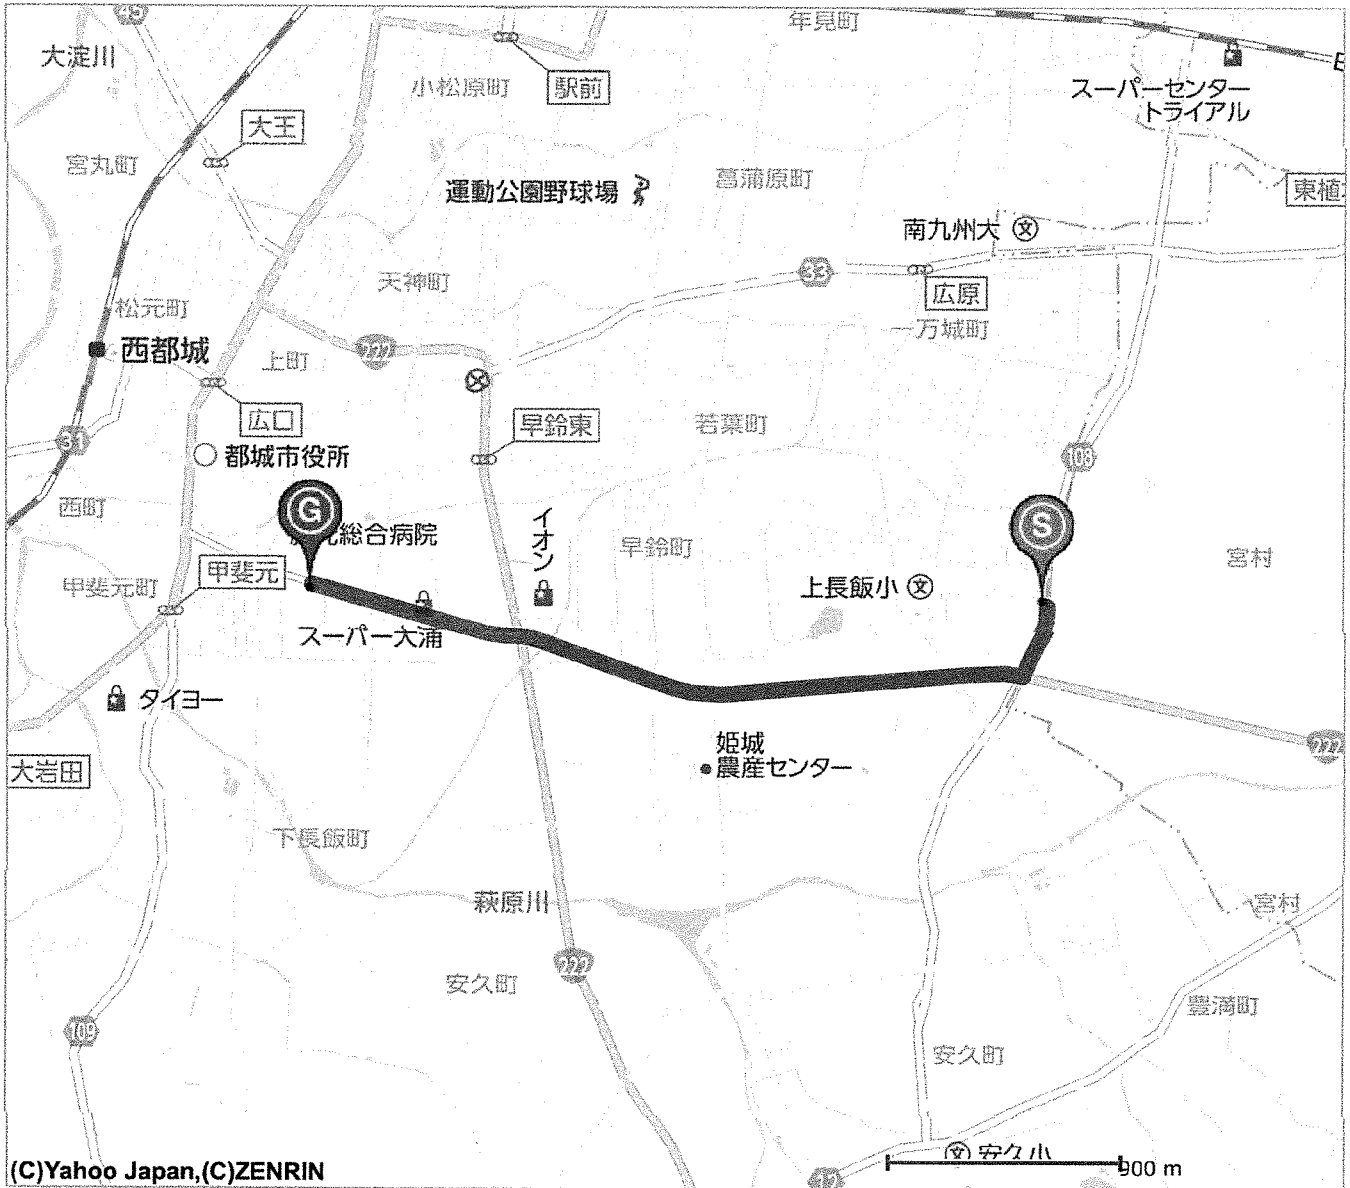 45
年見町
大淀川
小松原町
駅前
スーパーセンター
トライアル
大王
宮丸町
運動公園野球場
菖蒲原町
南九州大
文
天神町
33
広原
松元町
一万城町
西都城
上町
222
広口
早鈴東
若葉町
31
都城市役所
108
西町
G
S
総合病院
イオン
早鈴町
宮村
甲斐元町
甲斐元
上長飯小
文
スーパー大浦
タイヨー
姫城
農産センター
222
大岩田
下長飯町
萩原川
宮村
安久町
222
豊満町
109
安久町
文
安久小
900 m
(C)Yahoo Japan,(C)ZENRIN